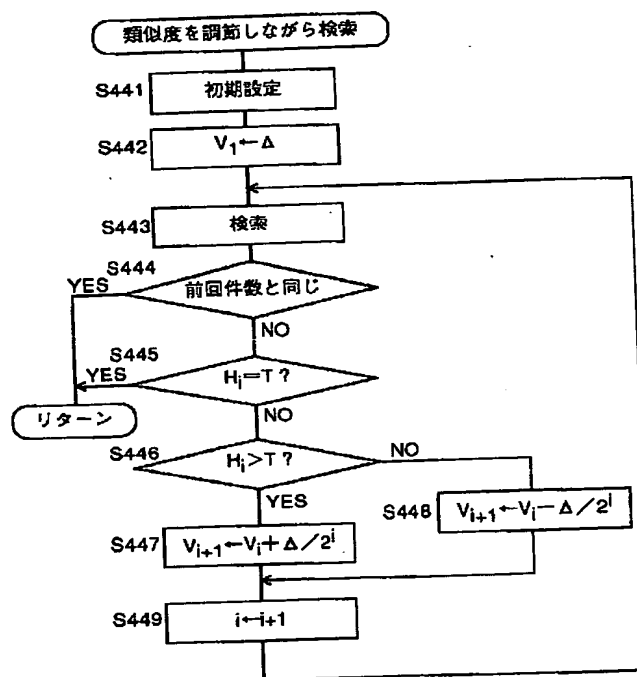 類似度を調節しながら検索
S441
初期設定
S442
V₁←Δ
S443
検索
S444
YES
前回件数と同じ
NO
S445
YES
Hᵢ=T?
リターン
NO
S446
Hᵢ>T?
NO
YES
S447
Vᵢ₊₁←Vᵢ+Δ/2ⁱ
S448
Vᵢ₊₁←Vᵢ−Δ/2ⁱ
S449
i←i+1